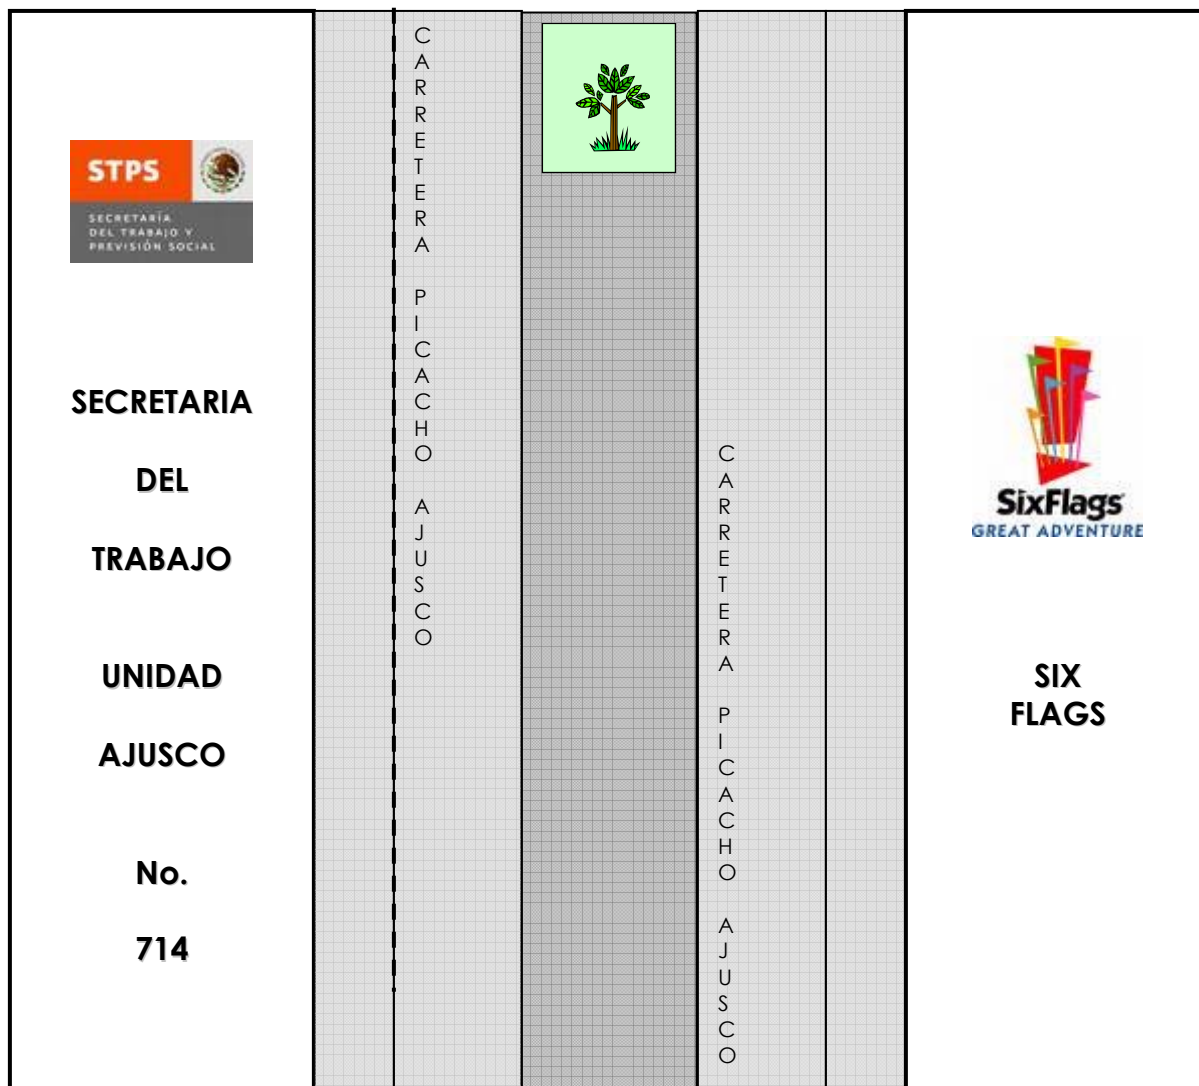 STPS
SECRETARÍA
DEL TRABAJO Y
PREVISIÓN SOCIAL
SECRETARIA
DEL
TRABAJO
UNIDAD
AJUSCO
No.
714
CARRETERA PICACHO AJUSCO
CARRETERA PICACHO AJUSCO
SixFlags
GREAT ADVENTURE
SIX
FLAGS